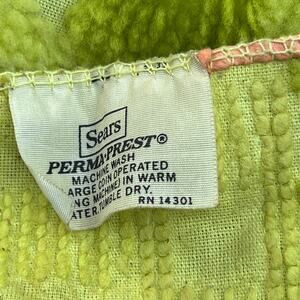 Sears
PERMA-PREST®
MACHINE WASH
ARGE COIN OPERATED
NG MACHINE) IN WARM
ATER, TUMBLE DRY.
RN 14301